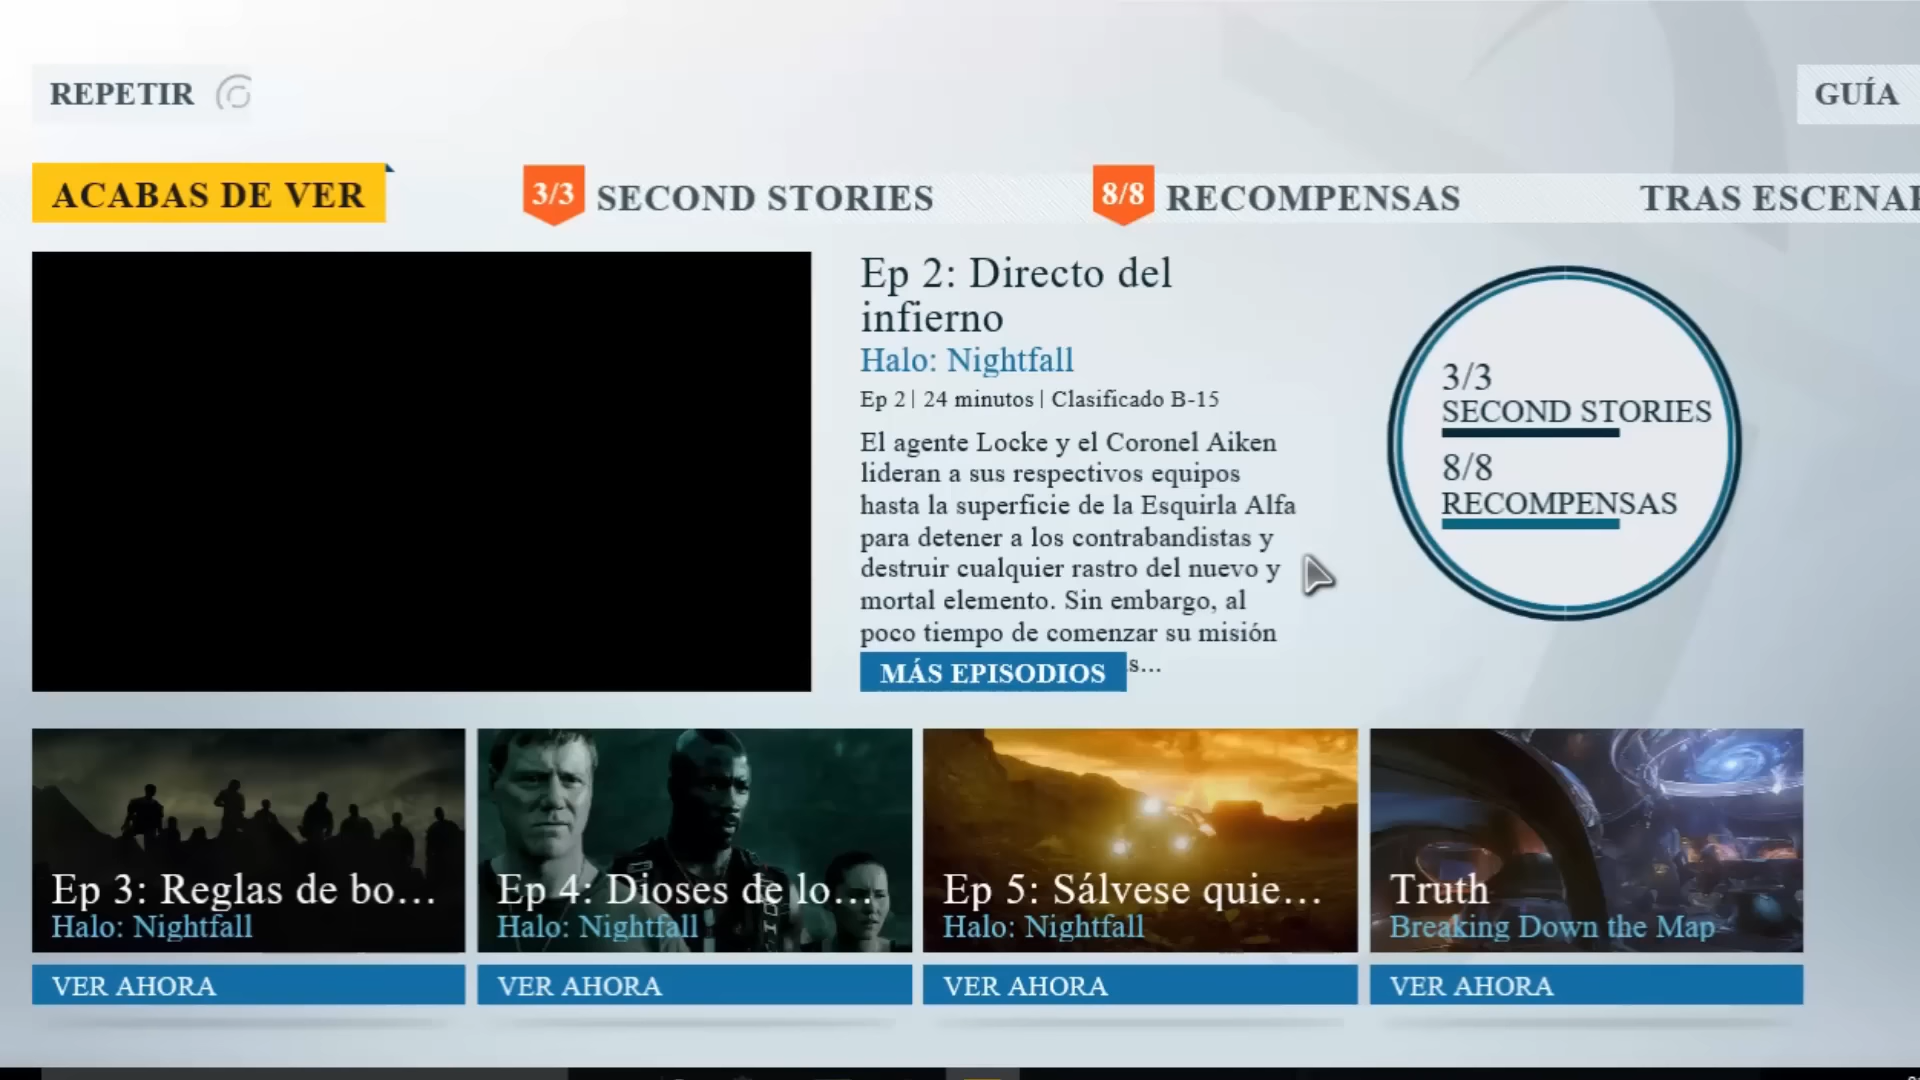 REPETIR
GUÍA
ACABAS DE VER
3/3 SECOND STORIES
8/8 RECOMPENSAS
TRAS ESCENA
Ep 2: Directo del
infierno
Halo: Nightfall
Ep 2 | 24 minutos | Clasificado B-15
El agente Locke y el Coronel Aiken
lideran a sus respectivos equipos
hasta la superficie de la Esquirla Alfa
para detener a los contrabandistas y
destruir cualquier rastro del nuevo y
mortal elemento. Sin embargo, al
poco tiempo de comenzar su misión
s...
MÁS EPISODIOS
3/3
SECOND STORIES
8/8
RECOMPENSAS
Ep 3: Reglas de bo...
Halo: Nightfall
VER AHORA
Ep 4: Dioses de lo...
Halo: Nightfall
VER AHORA
Ep 5: Sálvese quie...
Halo: Nightfall
VER AHORA
Truth
Breaking Down the Map
VER AHORA